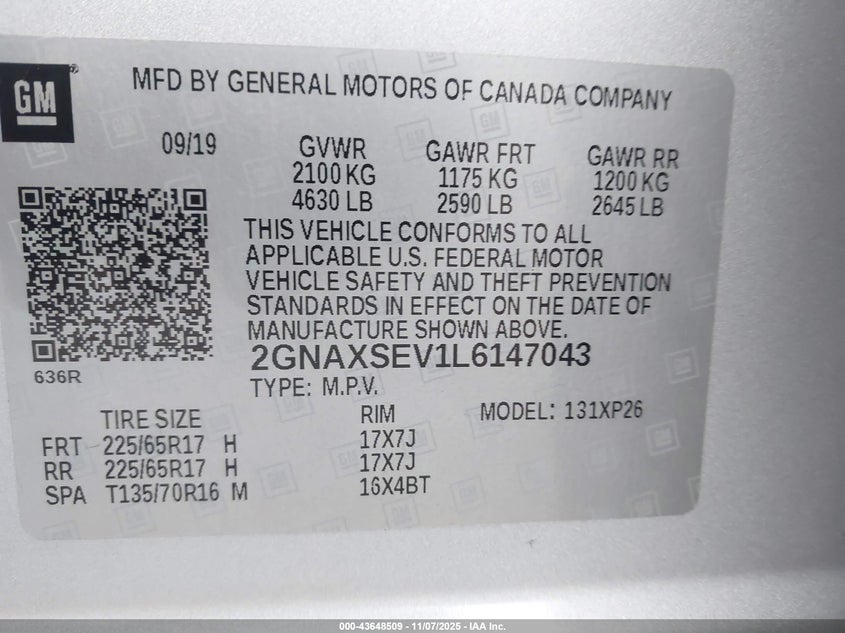 GM®
MFD BY GENERAL MOTORS OF CANADA COMPANY
09/19
GVWR GAWR FRT GAWR RR
2100 KG 1175 KG 1200 KG
4630 LB 2590 LB 2645 LB
THIS VEHICLE CONFORMS TO ALL
APPLICABLE U.S. FEDERAL MOTOR
VEHICLE SAFETY AND THEFT PREVENTION
STANDARDS IN EFFECT ON THE DATE OF
MANUFACTURE SHOWN ABOVE.
2GNAXSEV1L6147043
636R
TYPE: M.P.V.
TIRE SIZE RIM MODEL: 131XP26
FRT 225/65R17 H 17X7J
RR 225/65R17 H 17X7J
SPA T135/70R16 M 16X4BT
000-43648509 - 11/07/2025 - IAA Inc.